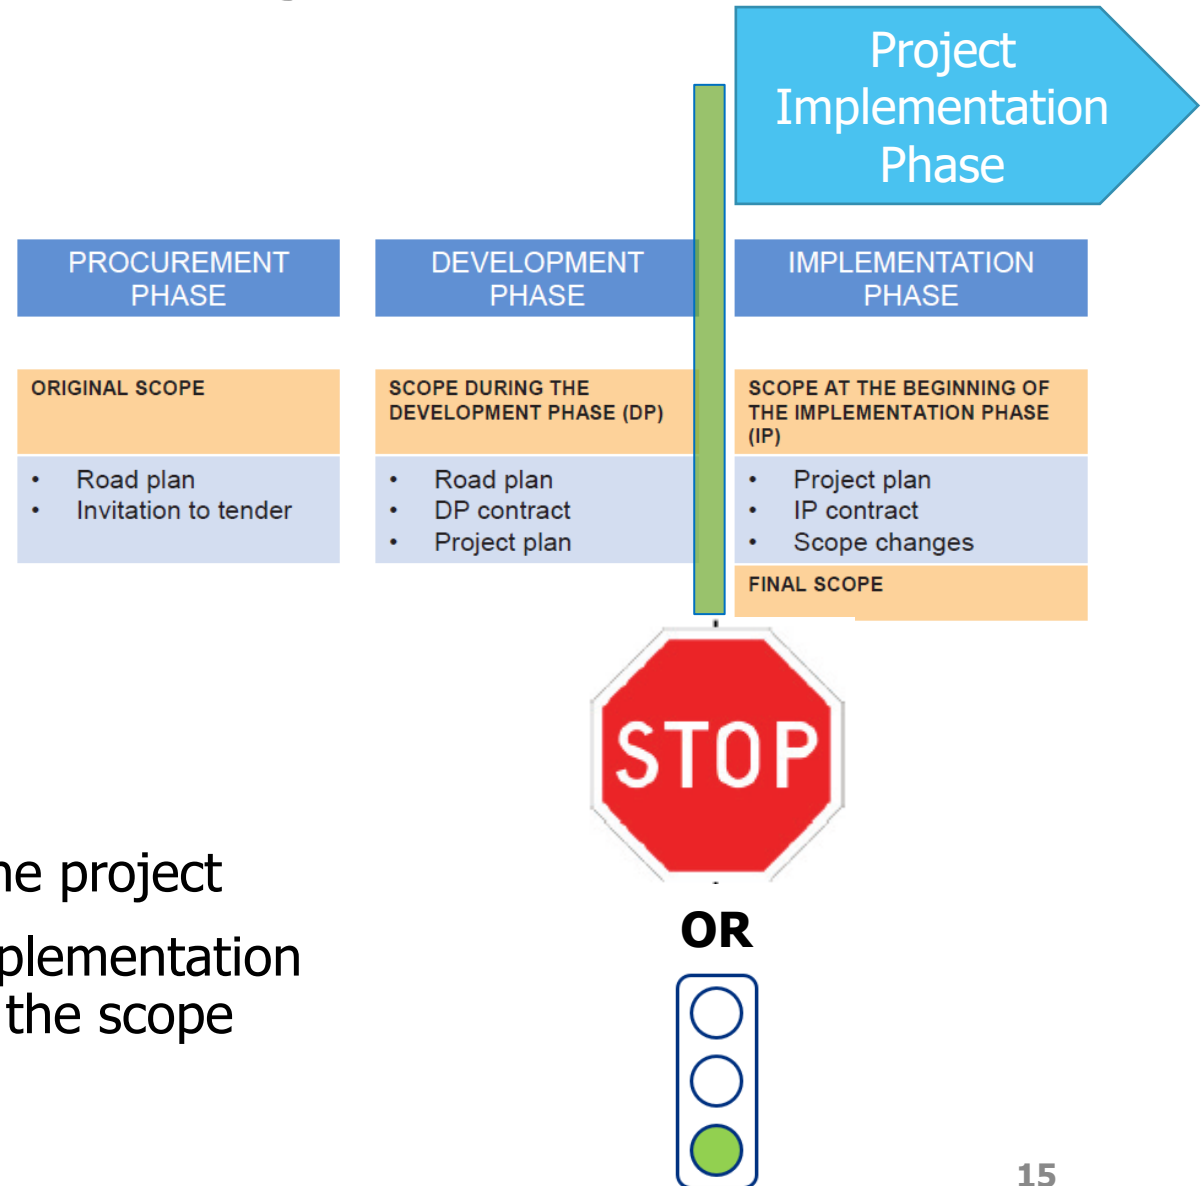 Project
Implementation
Phase
PROCUREMENT
PHASE
DEVELOPMENT
PHASE
IMPLEMENTATION
PHASE
ORIGINAL SCOPE
SCOPE DURING THE
DEVELOPMENT PHASE (DP)
SCOPE AT THE BEGINNING OF
THE IMPLEMENTATION PHASE
(IP)
• Road plan
• Invitation to tender
• Road plan
• DP contract
• Project plan
• Project plan
• IP contract
• Scope changes
FINAL SCOPE
STOP
project
the scope
OR
15